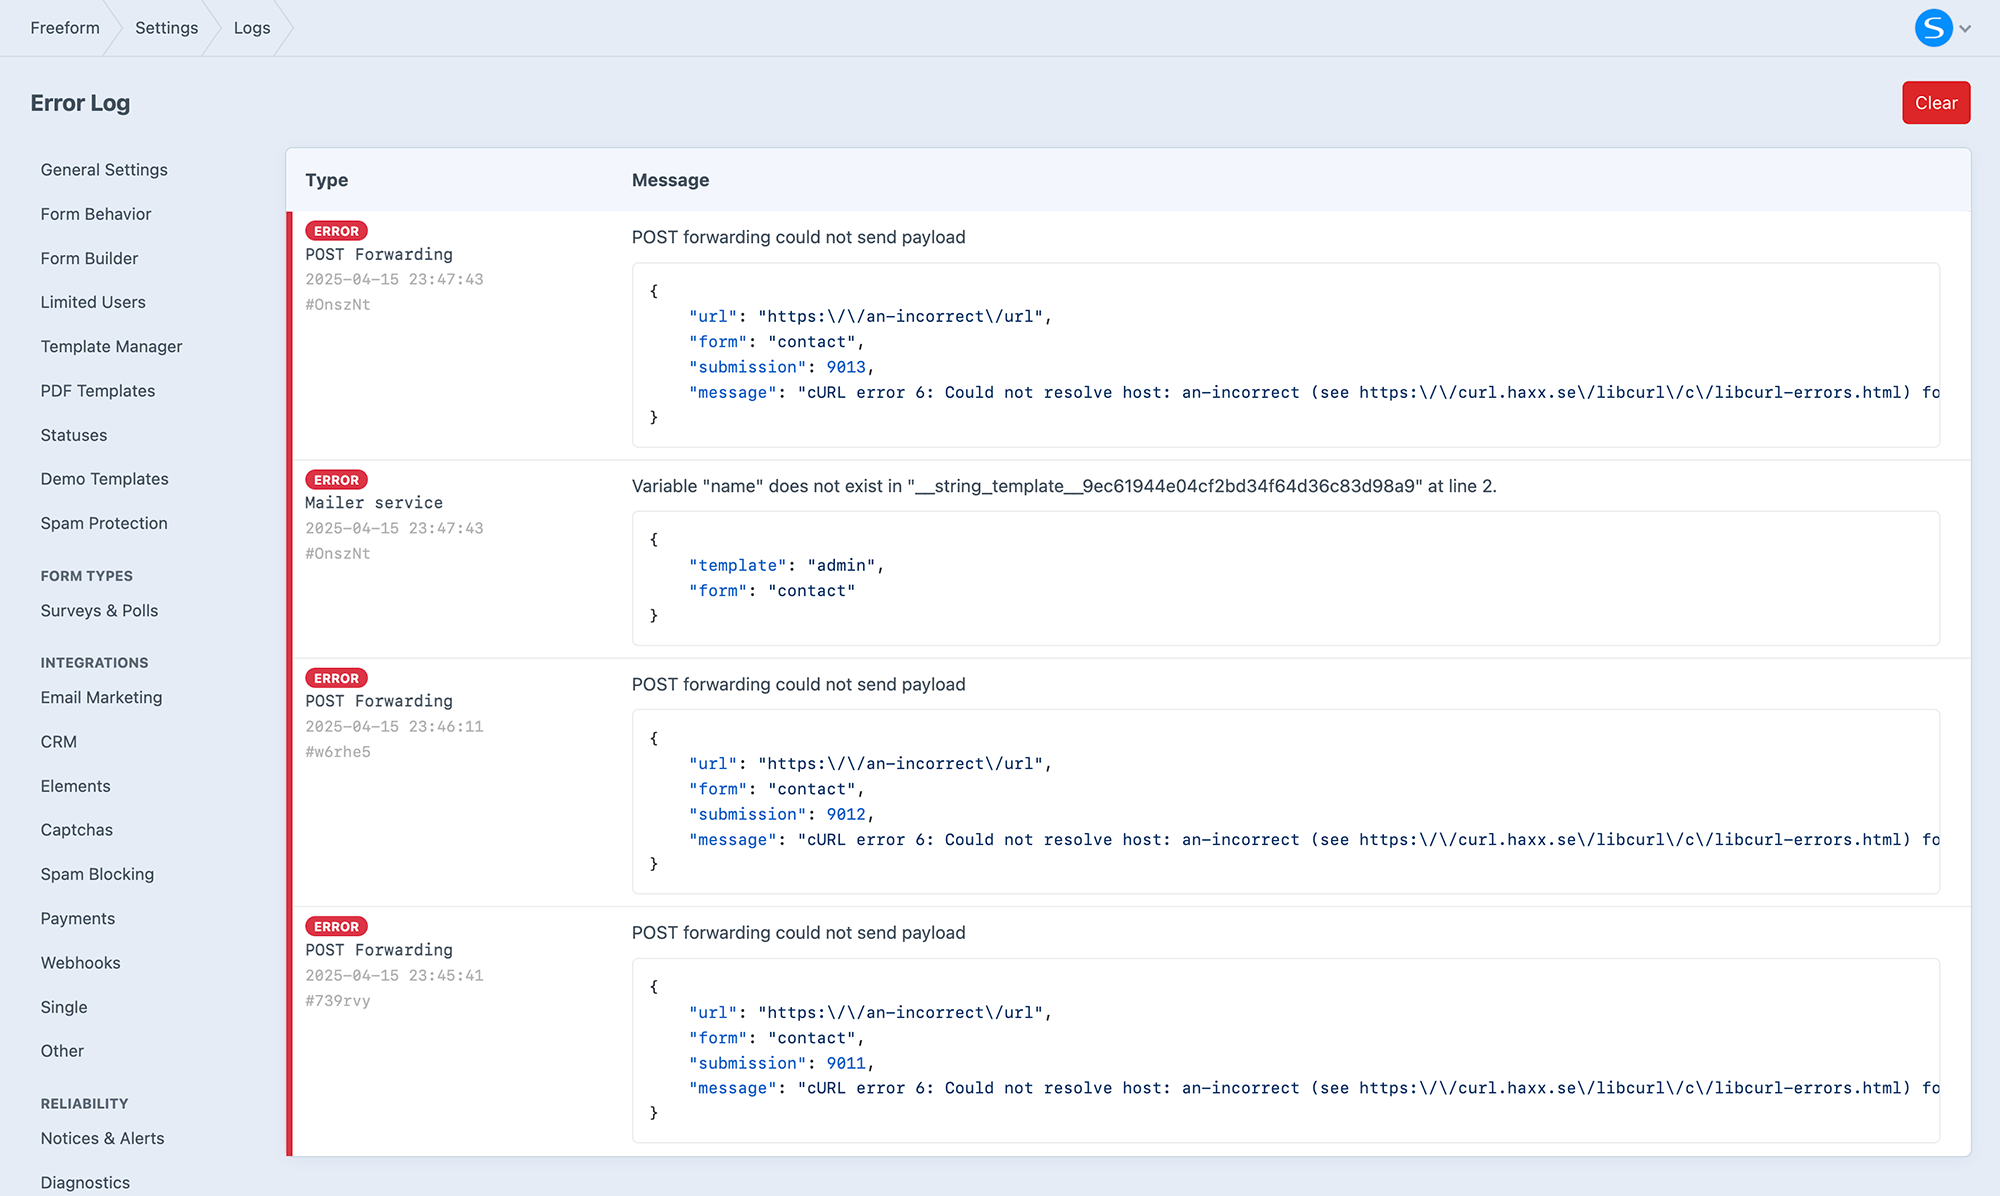 Freeform
Settings
Logs
S
Error Log
Clear
General Settings
Form Behavior
Form Builder
Limited Users
Template Manager
PDF Templates
Statuses
Demo Templates
Spam Protection
FORM TYPES
Surveys & Polls
INTEGRATIONS
Email Marketing
CRM
Elements
Captchas
Spam Blocking
Payments
Webhooks
Single
Other
RELIABILITY
Notices & Alerts
Diagnostics
Type
Message
ERROR
POST Forwarding
2025-04-15 23:47:43
#OnszNt
POST forwarding could not send payload
{
"url": "https:\/\/an-incorrect\/url",
"form": "contact",
"submission": 9013,
"message": "cURL error 6: Could not resolve host: an-incorrect (see https:\/\/curl.haxx.se\/libcurl\/c\/libcurl-errors.html) fo
}
ERROR
Mailer service
2025-04-15 23:47:43
#OnszNt
Variable "name" does not exist in "__string_template__9ec61944e04cf2bd34f64d36c83d98a9" at line 2.
{
"template": "admin",
"form": "contact"
}
ERROR
POST Forwarding
2025-04-15 23:46:11
#w6rhe5
POST forwarding could not send payload
{
"url": "https:\/\/an-incorrect\/url",
"form": "contact",
"submission": 9012,
"message": "cURL error 6: Could not resolve host: an-incorrect (see https:\/\/curl.haxx.se\/libcurl\/c\/libcurl-errors.html) fo
}
ERROR
POST Forwarding
2025-04-15 23:45:41
#739rvy
POST forwarding could not send payload
{
"url": "https:\/\/an-incorrect\/url",
"form": "contact",
"submission": 9011,
"message": "cURL error 6: Could not resolve host: an-incorrect (see https:\/\/curl.haxx.se\/libcurl\/c\/libcurl-errors.html) fo
}